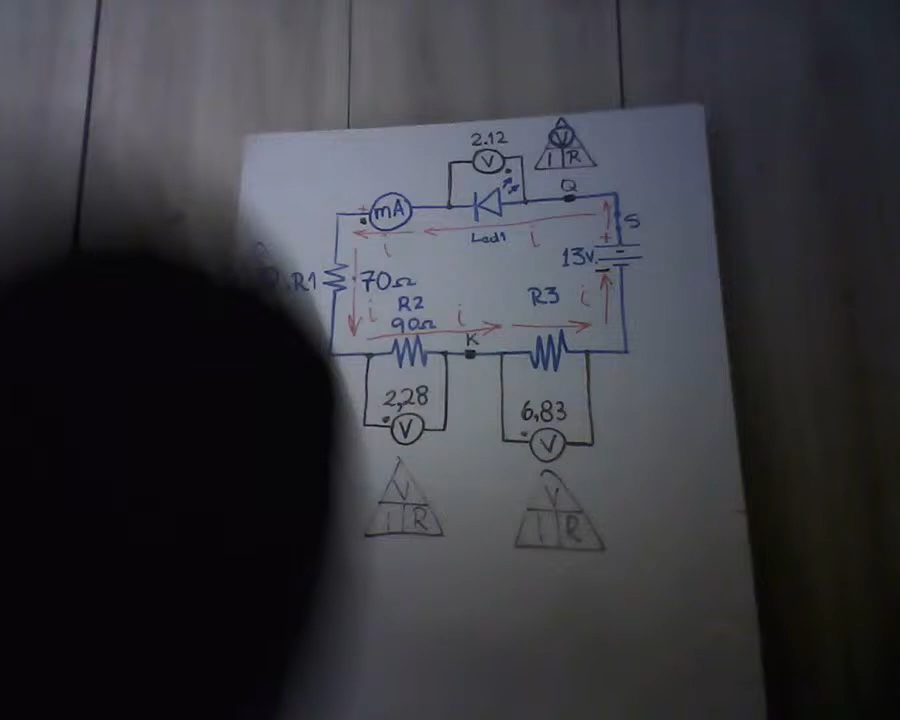 2.12
V
V
I R
Q
+
mA
S
Led1
i
i
+
13v.
-
R1
70Ω
i
R2
90Ω
i
R3
i
K
2,28
V
6,83
V
V
I R
V
I R